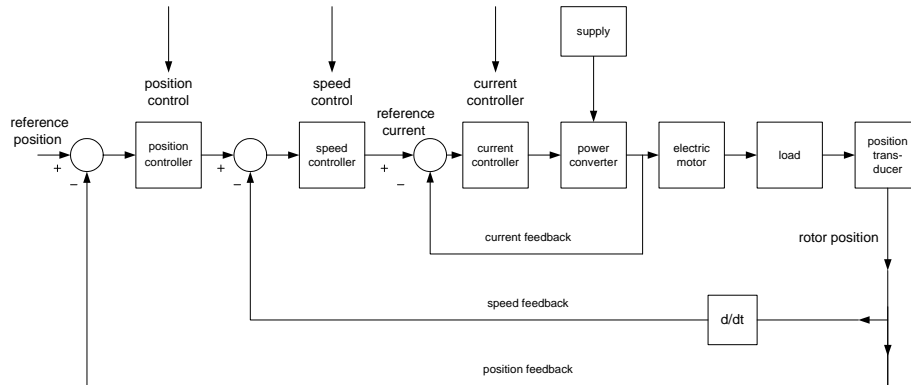 supply
position
control
speed
control
current
controller
reference
position
reference
current
position
controller
speed
controller
current
controller
power
converter
electric
motor
load
position
trans-
ducer
+
−
+
−
+
−
current feedback
rotor position
speed feedback
d/dt
position feedback